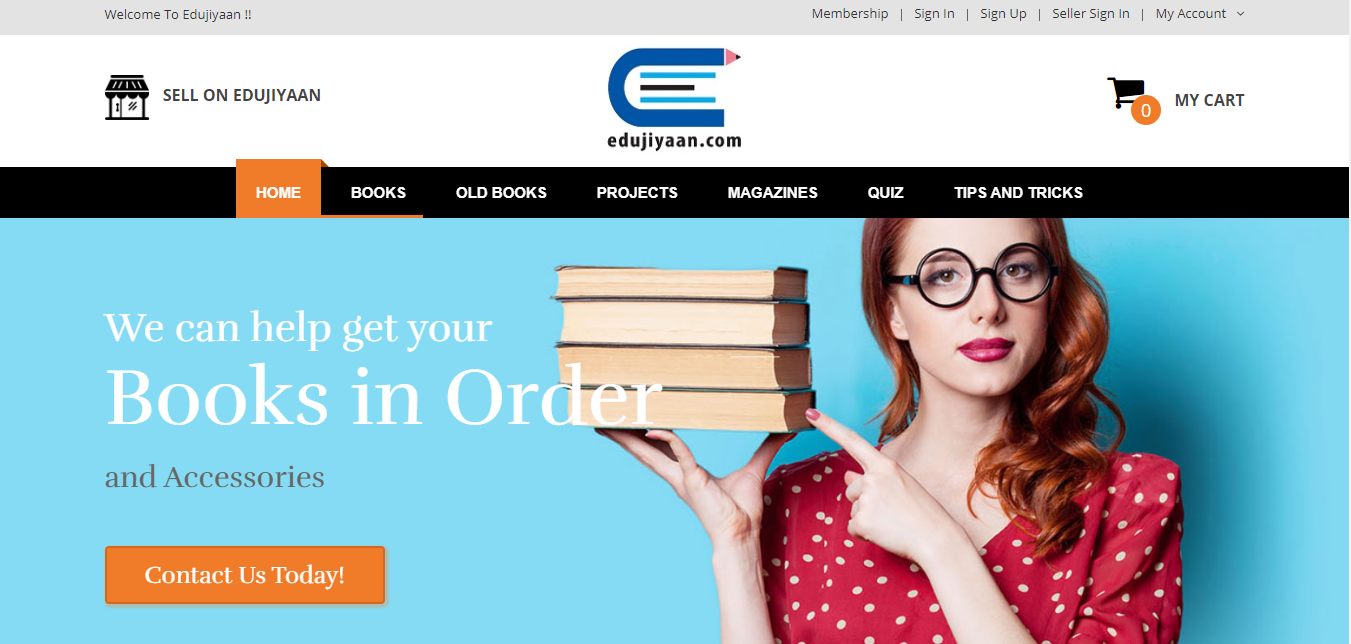 Welcome To Edujiyaan !!
Membership | Sign In | Sign Up | Seller Sign In | My Account
SELL ON EDUJIYAAN
edujiyaan.com
0 MY CART
HOME BOOKS OLD BOOKS PROJECTS MAGAZINES QUIZ TIPS AND TRICKS
We can help get your
Books in Order
and Accessories
Contact Us Today!